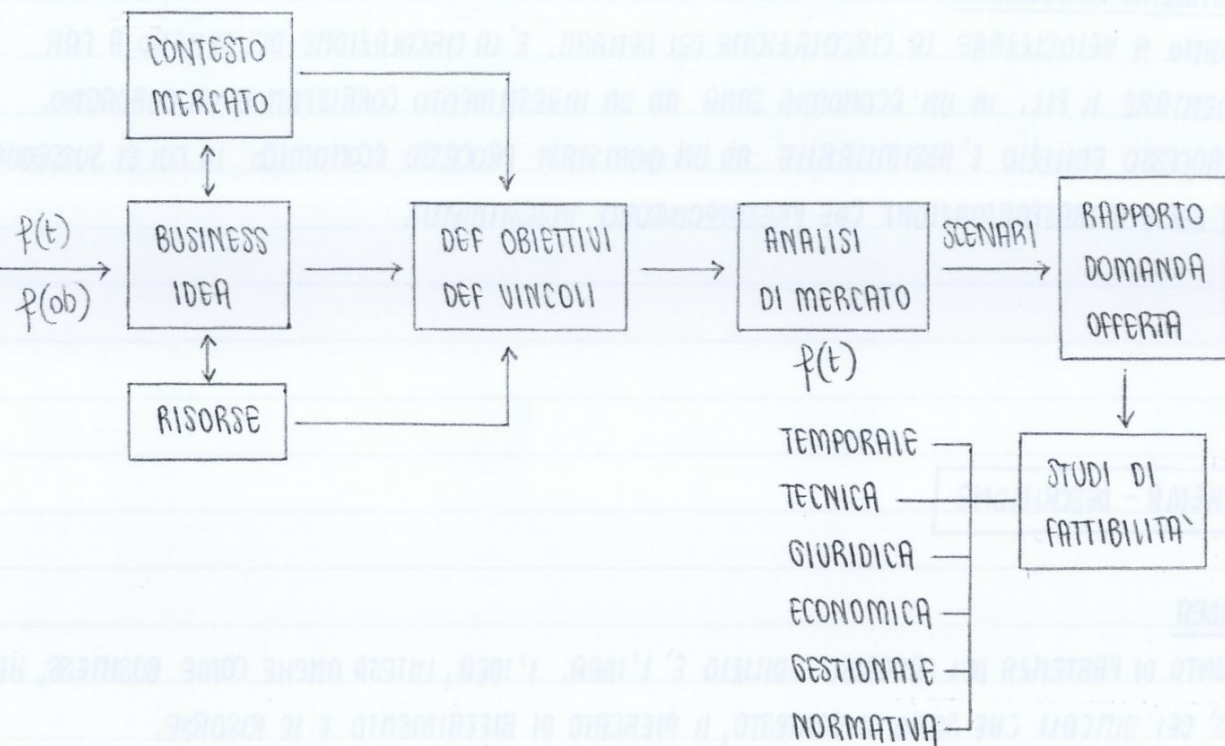 CONTESTO
MERCATO
f(t)
f(ob)
BUSINESS
IDEA
DEF OBIETTIVI
DEF VINCOLI
ANALISI
DI MERCATO
f(t)
SCENARI
RAPPORTO
DOMANDA
OFFERTA
RISORSE
STUDI DI
FATTIBILITA'
TEMPORALE
TECNICA
GIURIDICA
ECONOMICA
GESTIONALE
NORMATIVA